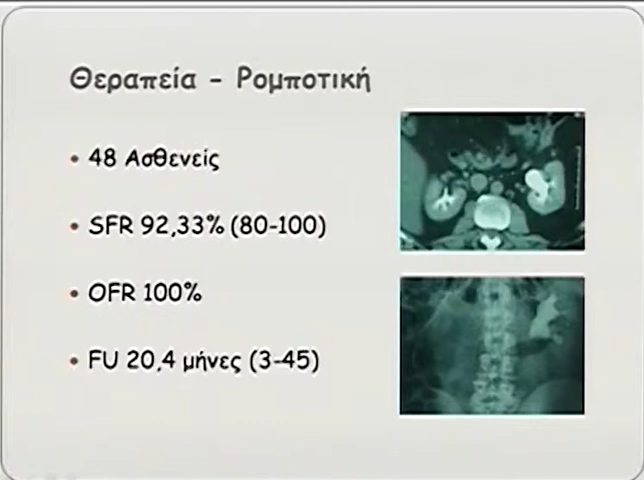 Θεραπεία - Ρομποτική
• 48 Ασθενείς
• SFR 92,33% (80-100)
• OFR 100%
• FU 20,4 μήνες (3-45)